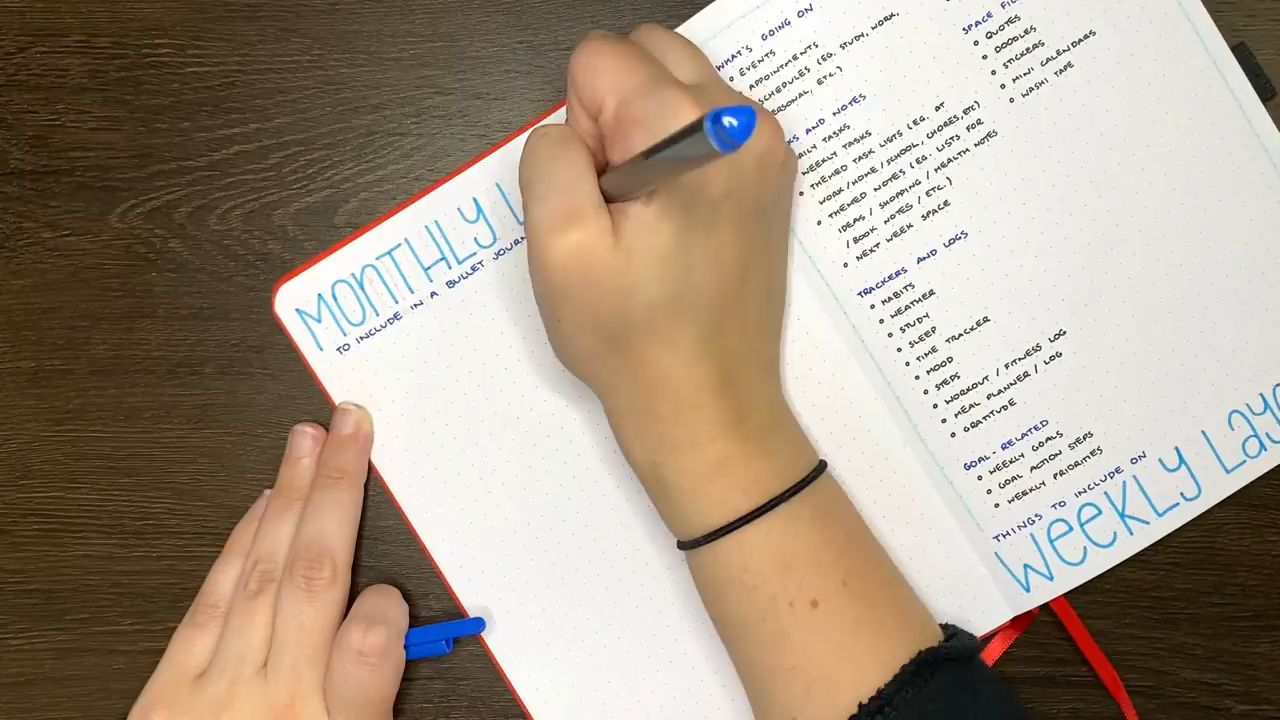 MONTHLY L
TO INCLUDE IN A BULLET JOURN
WHAT'S GOING ON
EVENTS
APPOINTMENTS
SCHEDULES (EG. STUDY, WORK,
PERSONAL, ETC.)
KS AND NOTES
DAILY TASKS
WEEKLY TASKS
THEMED TASK LISTS (EG. AT
WORK/HOME/SCHOOL, CHORES, ETC)
THEMED NOTES (EG. LISTS FOR
IDEAS / SHOPPING / HEALTH NOTES
/ BOOK NOTES / ETC.)
NEXT WEEK SPACE
TRACKERS AND LOGS
HABITS
WEATHER
STUDY
SLEEP
TIME TRACKER
MOOD
STEPS
WORKOUT / FITNESS LOG
MEAL PLANNER / LOG
GRATITUDE
GOAL-RELATED
WEEKLY GOALS
GOAL ACTION STEPS
WEEKLY PRIORITIES
SPACE FIL
QUOTES
DOODLES
STICKERS
MINI CALENDARS
WASHI TAPE
THINGS TO INCLUDE ON
WEEKLY LAYO